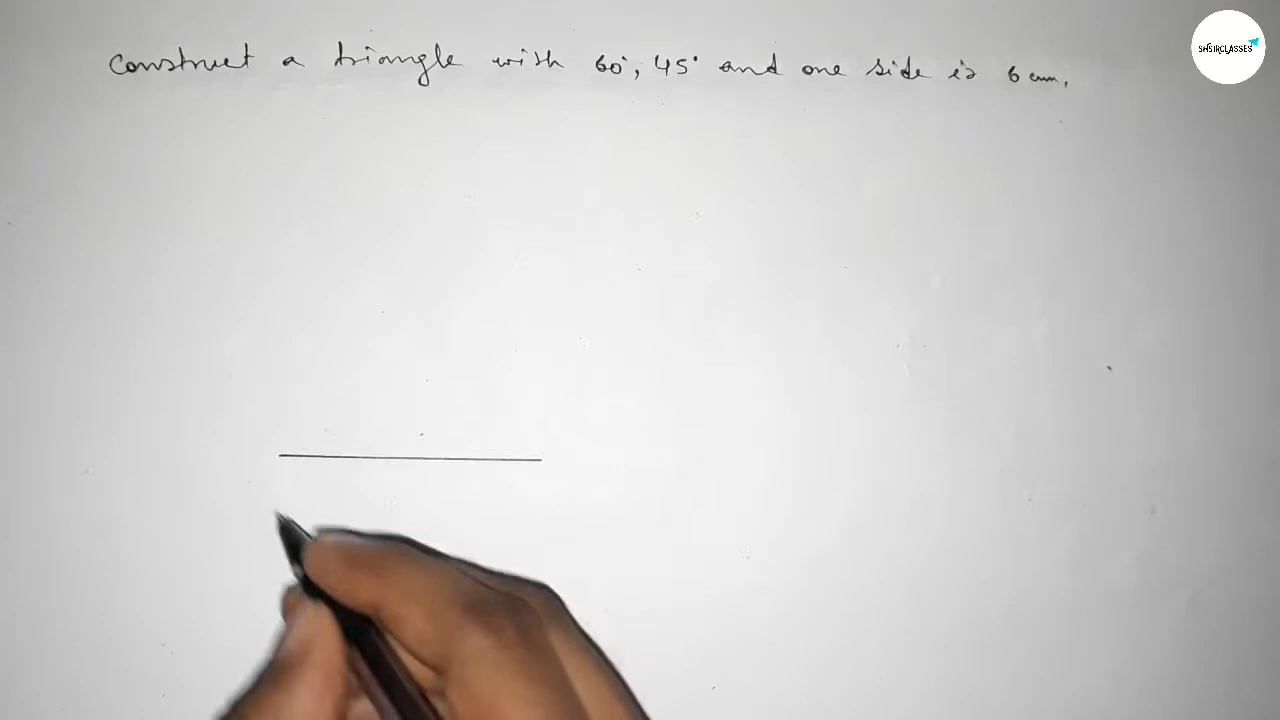 construct a triangle with 60°, 45° and one side is 6 cm.
SHSIRCLASSES